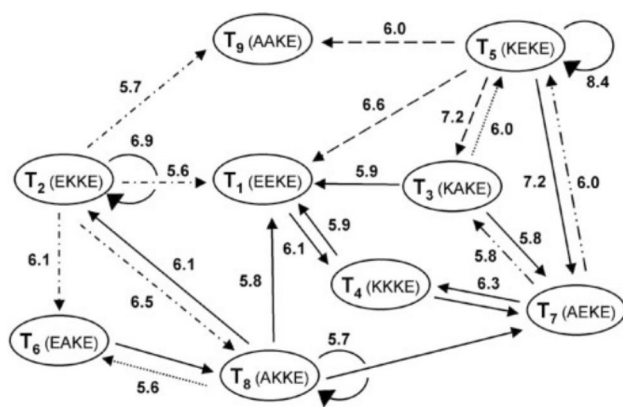 T9 (AAKE)
6.0
T5 (KEKE)
8.4
5.7
6.6
7.2
6.0
6.9
T2 (EKKE)
5.6
T1 (EEKE)
5.9
T3 (KAKE)
7.2
6.0
6.1
6.5
6.1
5.8
6.1
5.9
5.8
5.8
T4 (KKKE)
6.3
T7 (AEKE)
T6 (EAKE)
5.6
T8 (AKKE)
5.7